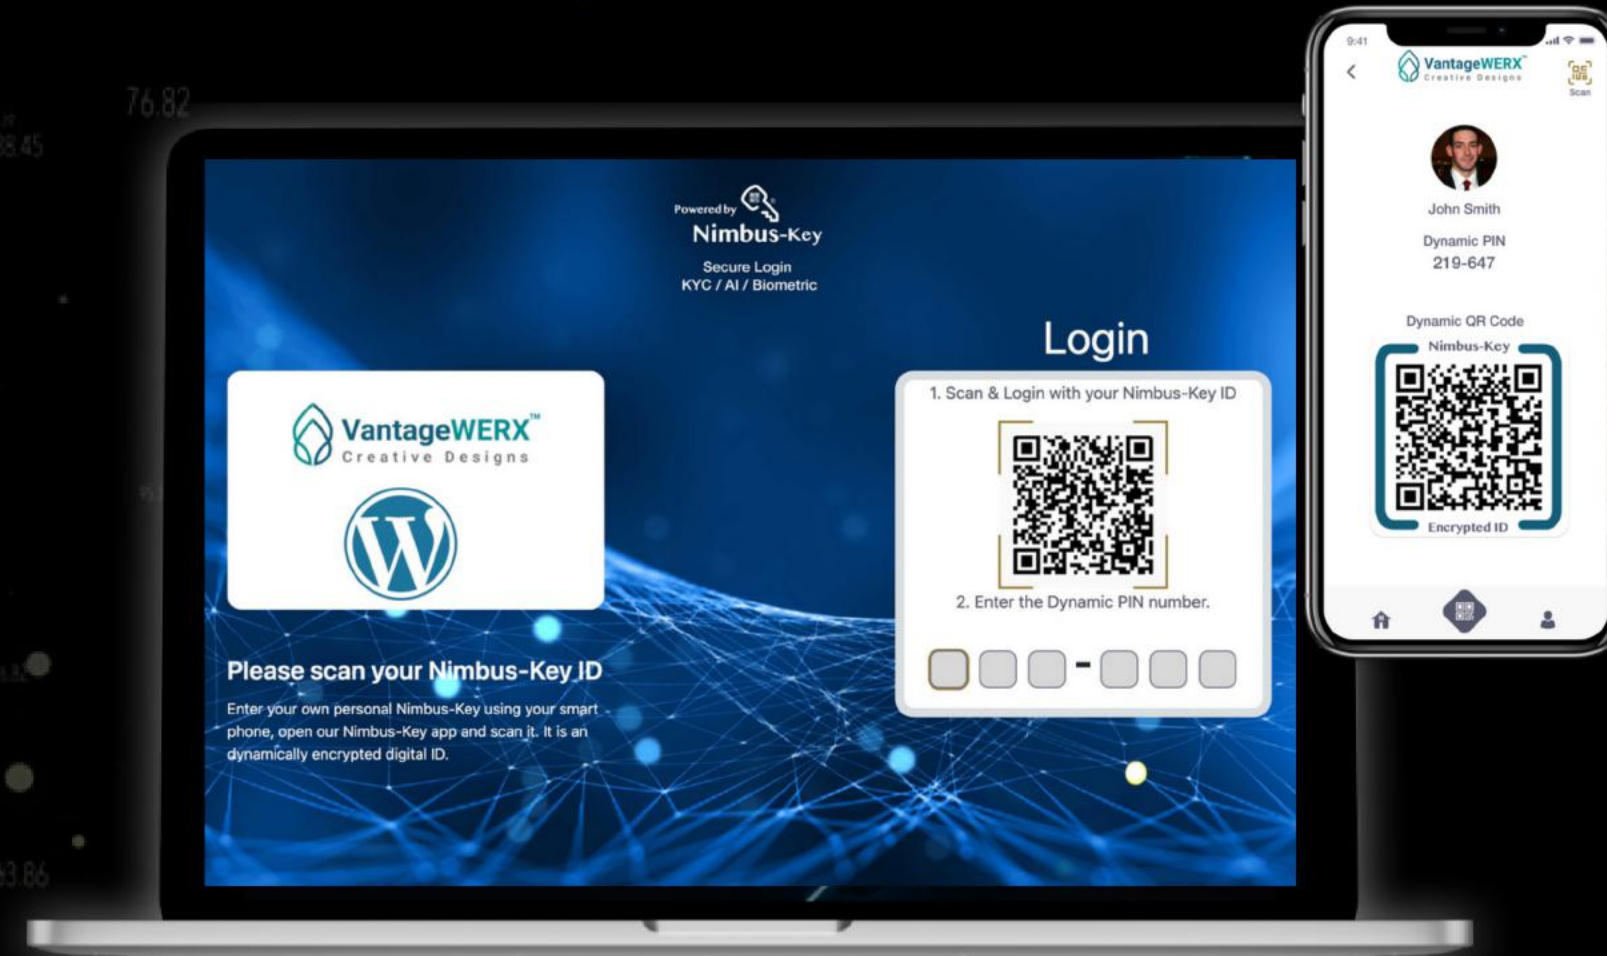 76.82
38.45
93.86
Powered by
Nimbus-Key
Secure Login
KYC / AI / Biometric
VantageWERX™
Creative Designs
Please scan your Nimbus-Key ID
Enter your own personal Nimbus-Key using your smart
phone, open our Nimbus-Key app and scan it. It is an
dynamically encrypted digital ID.
Login
1. Scan & Login with your Nimbus-Key ID
2. Enter the Dynamic PIN number.
-
9:41
VantageWERX™
Creative Designs
Scan
John Smith
Dynamic PIN
219-647
Dynamic QR Code
Nimbus-Key
Encrypted ID